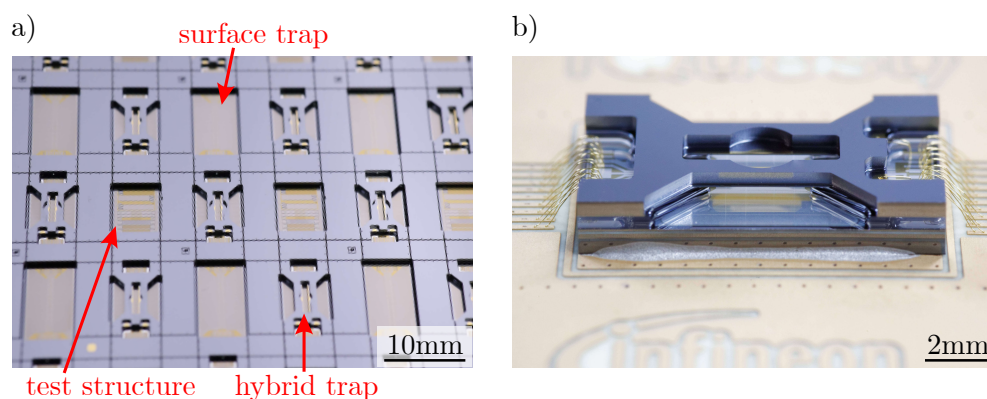 a)
surface trap
test structure
hybrid trap
10mm
b)
infineon
2mm